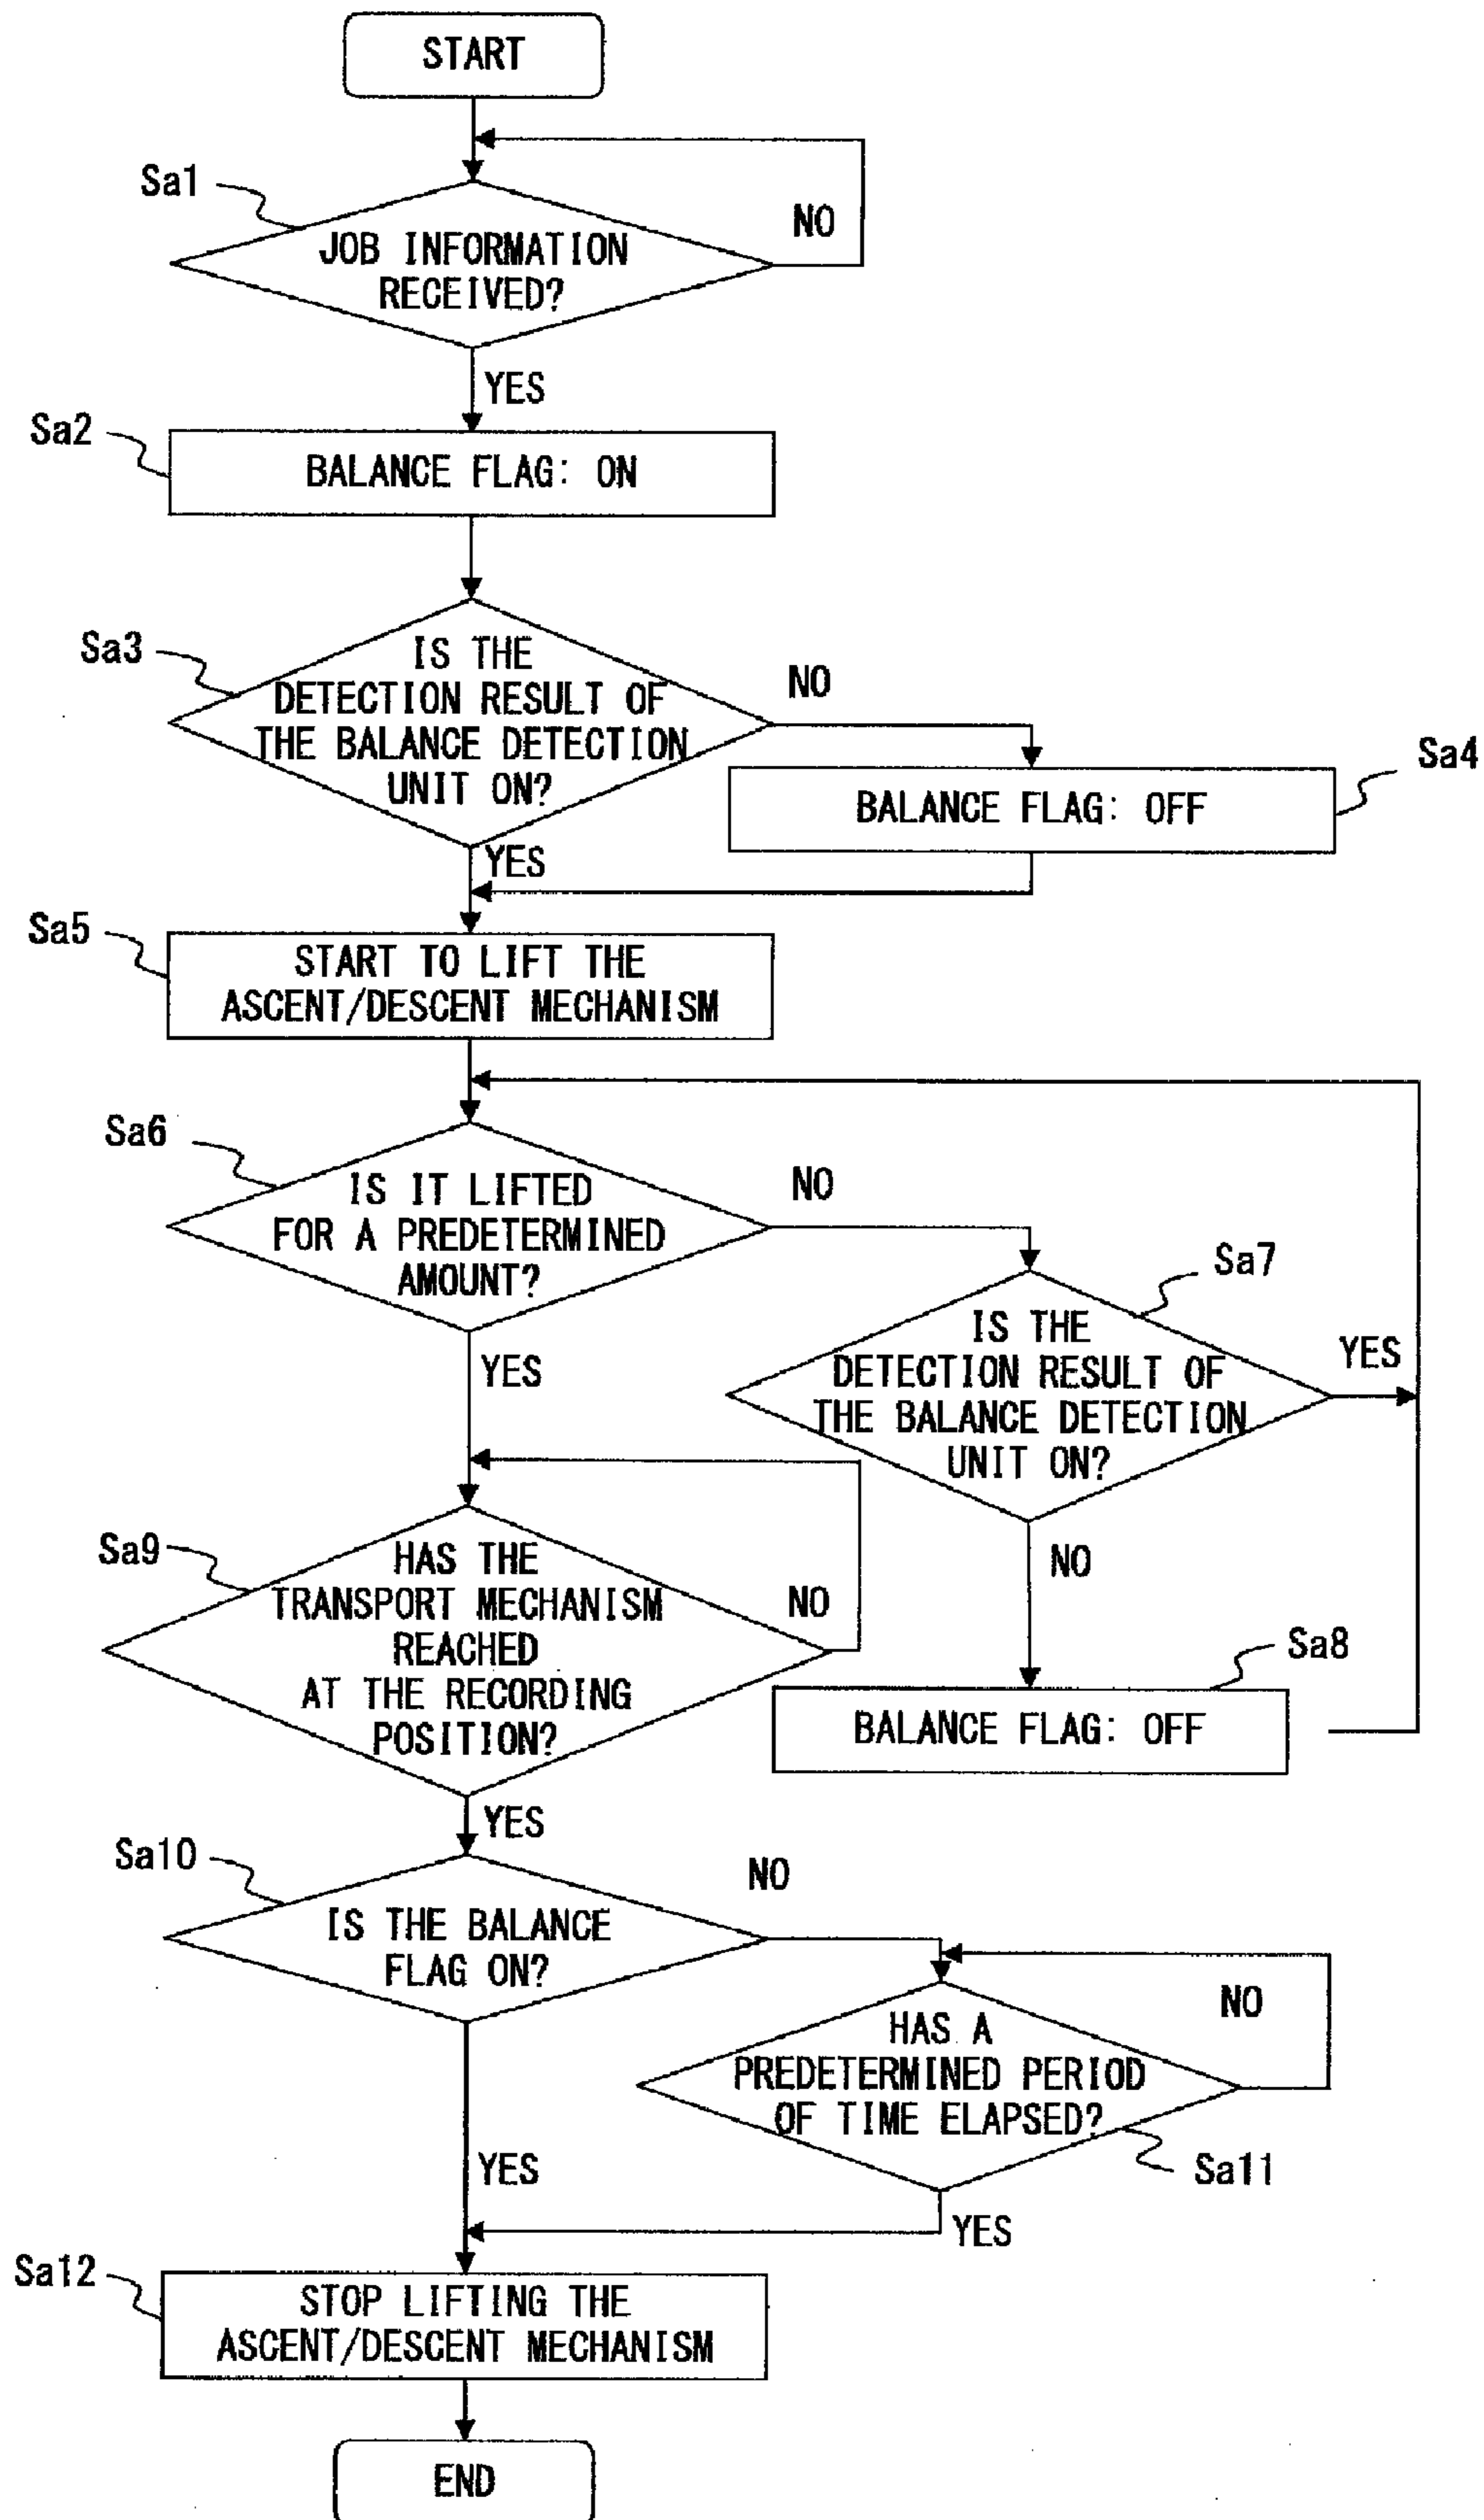 START
Sa1
NO
JOB INFORMATION
RECEIVED?
YES
Sa2
BALANCE FLAG: ON
Sa3
IS THE
DETECTION RESULT OF
THE BALANCE DETECTION
UNIT ON?
NO
Sa4
BALANCE FLAG: OFF
YES
Sa5
START TO LIFT THE
ASCENT/DESCENT MECHANISM
Sa6
IS IT LIFTED
FOR A PREDETERMINED
AMOUNT?
NO
Sa7
IS THE
DETECTION RESULT OF
THE BALANCE DETECTION
UNIT ON?
YES
YES
NO
Sa8
BALANCE FLAG: OFF
Sa9
HAS THE
TRANSPORT MECHANISM
REACHED
AT THE RECORDING
POSITION?
NO
YES
Sa10
IS THE BALANCE
FLAG ON?
NO
HAS A
PREDETERMINED PERIOD
OF TIME ELAPSED?
NO
Sa11
YES
YES
Sa12
STOP LIFTING THE
ASCENT/DESCENT MECHANISM
END